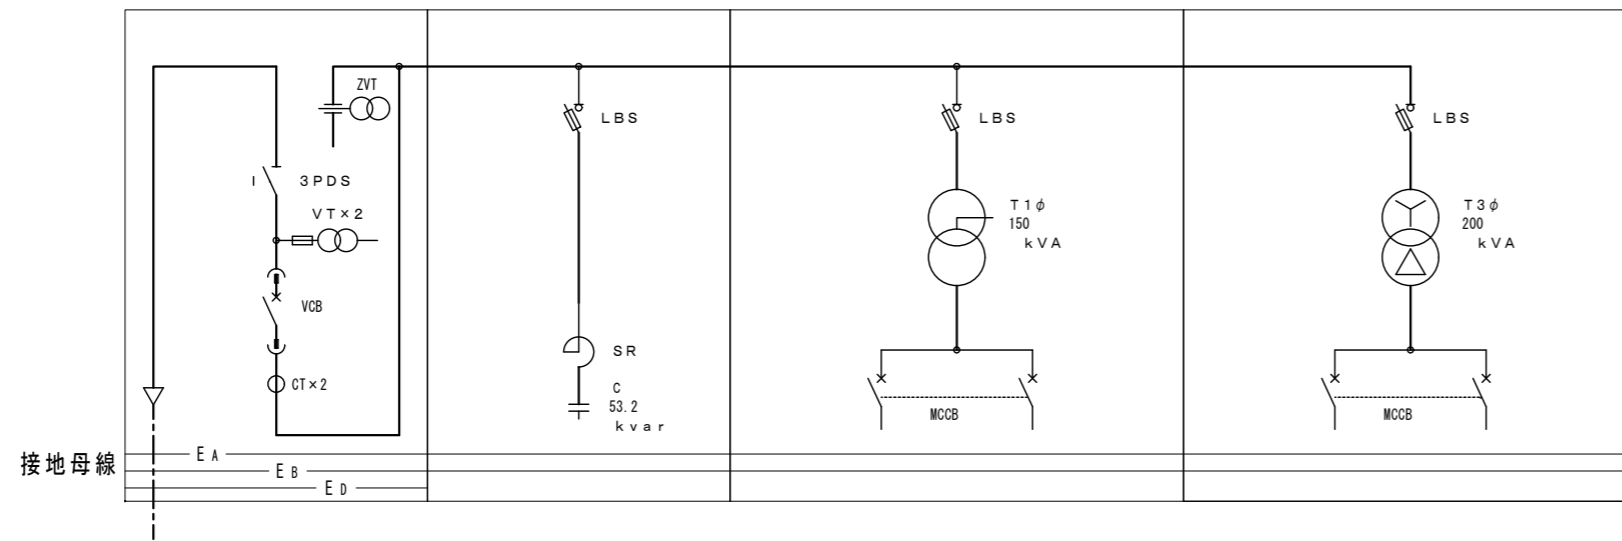 ZVT
LBS
LBS
LBS
I
3PDS
VT×2
T1φ
150
kVA
T3φ
200
kVA
VCB
SR
CT×2
C
53.2
kvar
MCCB
MCCB
接地母線
EA
EB
ED